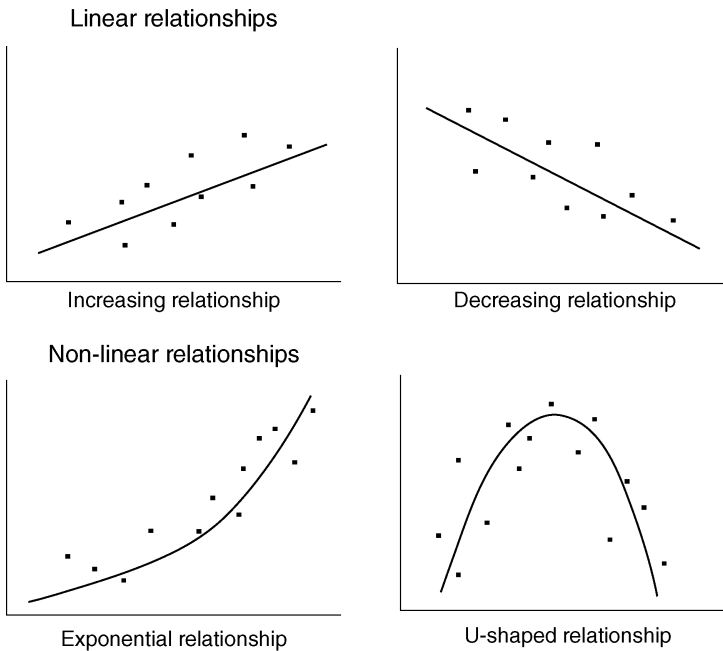 Linear relationships
Increasing relationship
Decreasing relationship
Non-linear relationships
Exponential relationship
U-shaped relationship